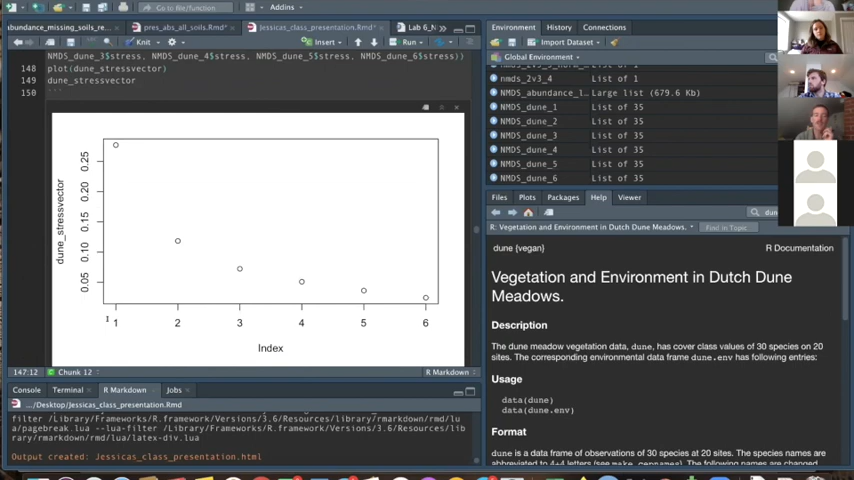 Go to file/function
Addins
abundance_missing_soils_re...
pres_abs_all_soils.Rmd*
Jessicas_class_presentation.Rmd*
Lab 6_N
Knit
Insert
Run
NMDS_dune_3$stress, NMDS_dune_4$stress, NMDS_dune_5$stress, NMDS_dune_6$stress))
148 plot(dune_stressvector)
149 dune_stressvector
150 ```
dune_stressvector
0.05 0.10 0.15 0.20 0.25
1 2 3 4 5 6
Index
147:12 Chunk 12 R Markdown
Console Terminal R Markdown Jobs
.../Desktop/Jessicas_class_presentation.Rmd
filter /Library/Frameworks/R.framework/Versions/3.6/Resources/library/rmarkdown/rmd/lu
a/pagebreak.lua --lua-filter /Library/Frameworks/R.framework/Versions/3.6/Resources/lib
rary/rmarkdown/rmd/lua/latex-div.lua
Output created: Jessicas_class_presentation.html
Environment History Connections
Import Dataset
Global Environment
List of 1
nmds_2v3_4 List of 1
NMDS_abundance_l... Large list (679.6 Kb)
NMDS_dune_1 List of 35
NMDS_dune_2 List of 35
NMDS_dune_3 List of 35
NMDS_dune_4 List of 35
NMDS_dune_5 List of 35
NMDS_dune_6 List of 35
Files Plots Packages Help Viewer
dun
R: Vegetation and Environment in Dutch Dune Meadows. Find in Topic
dune {vegan} R Documentation
Vegetation and Environment in Dutch Dune
Meadows.
Description
The dune meadow vegetation data, dune, has cover class values of 30 species on 20
sites. The corresponding environmental data frame dune.env has following entries:
Usage
data(dune)
data(dune.env)
Format
dune is a data frame of observations of 30 species at 20 sites. The species names are
abbreviated to 4+4 letters (see make.cepnames). The following names are changed